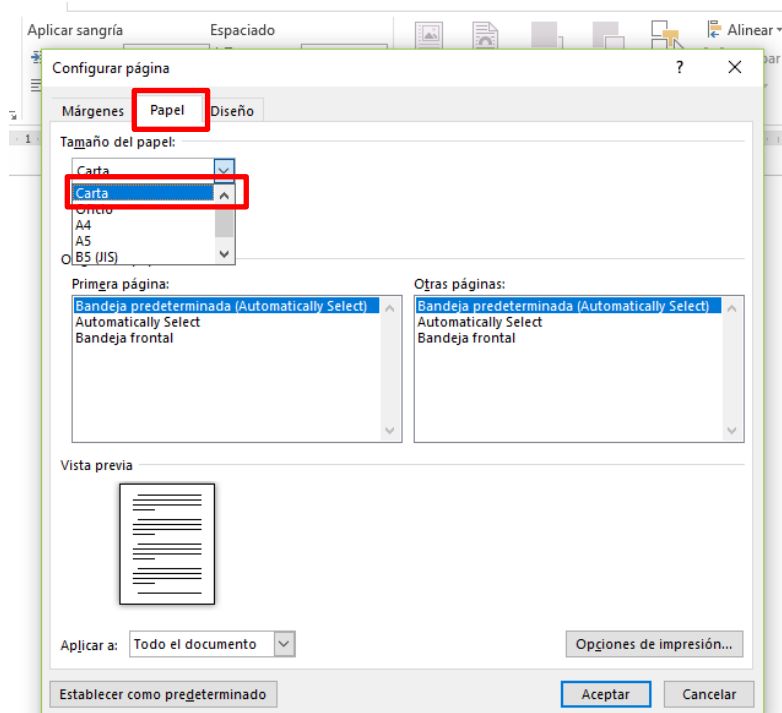 Aplicar sangría Espaciado
Alinear
Configurar página ? X
Márgenes Papel Diseño
Tamaño del papel:
Carta
Carta
Oficio
A4
A5
B5 (JIS)
Primera página: Otras páginas:
Bandeja predeterminada (Automatically Select) Bandeja predeterminada (Automatically Select)
Automatically Select Automatically Select
Bandeja frontal Bandeja frontal
Vista previa
Aplicar a: Todo el documento Opciones de impresión...
Establecer como predeterminado Aceptar Cancelar